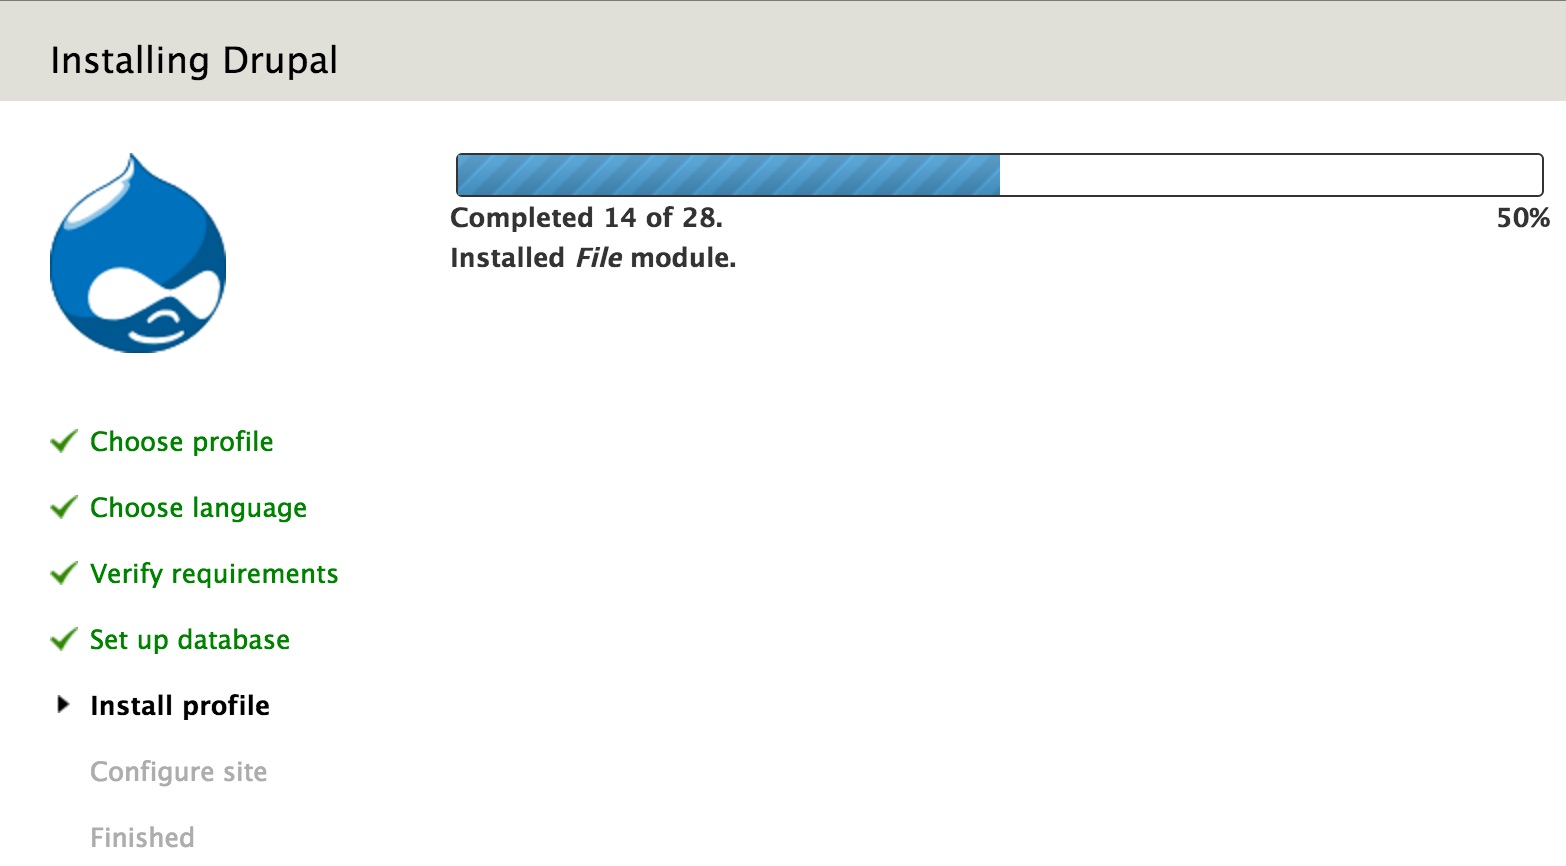 Installing Drupal
Completed 14 of 28.
50%
Installed File module.
Choose profile
Choose language
Verify requirements
Set up database
Install profile
Configure site
Finished